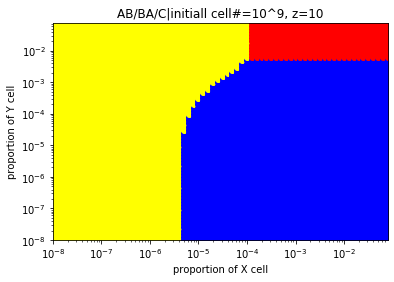 AB/BA/C|initiall cell#=10^9, z=10
proportion of Y cell
10⁻²
10⁻³
10⁻⁴
10⁻⁵
10⁻⁶
10⁻⁷
10⁻⁸
10⁻⁸ 10⁻⁷ 10⁻⁶ 10⁻⁵ 10⁻⁴ 10⁻³ 10⁻²
proportion of X cell